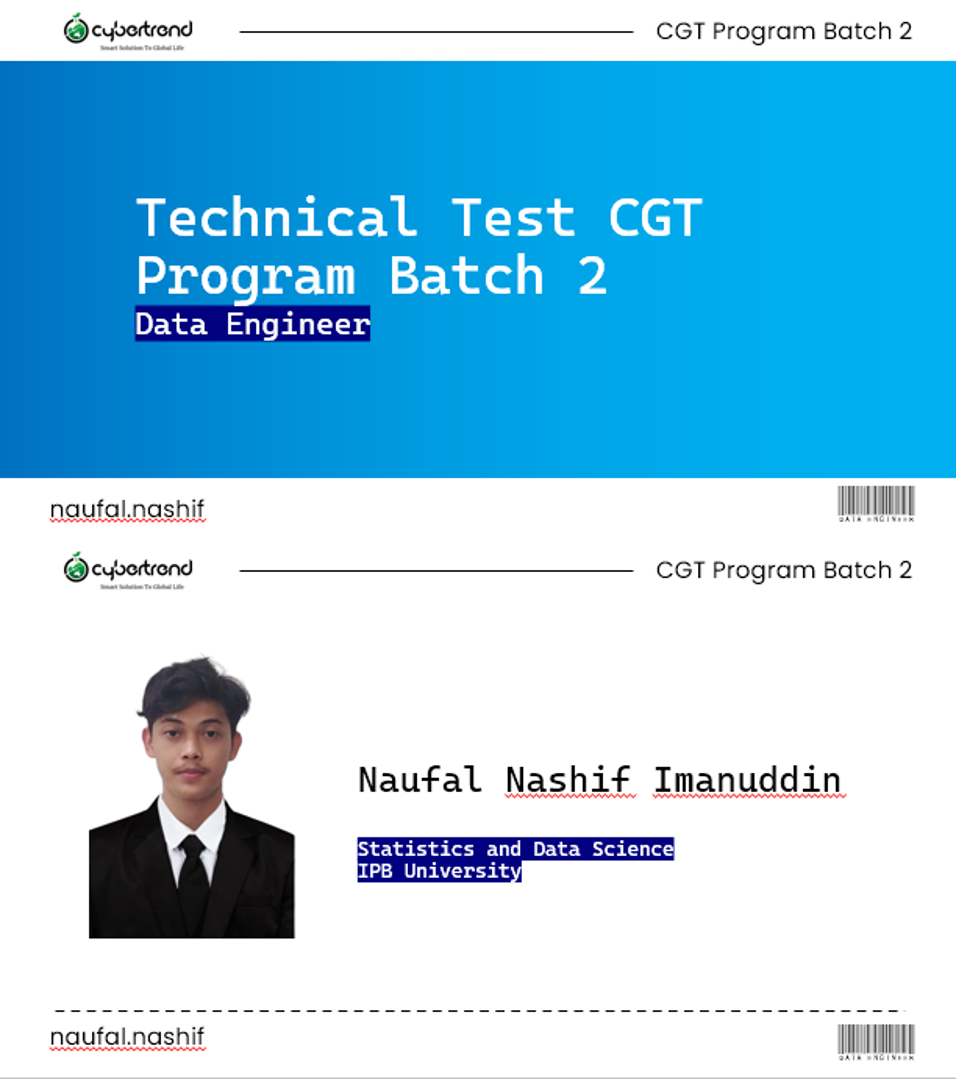 cybertrend
Smart Solution To Global Life
CGT Program Batch 2
Technical Test CGT
Program Batch 2
Data Engineer
naufal.nashif
DATA ENGINEER
cybertrend
Smart Solution To Global Life
CGT Program Batch 2
Naufal Nashif Imanuddin
Statistics and Data Science
IPB University
naufal.nashif
DATA ENGINEER